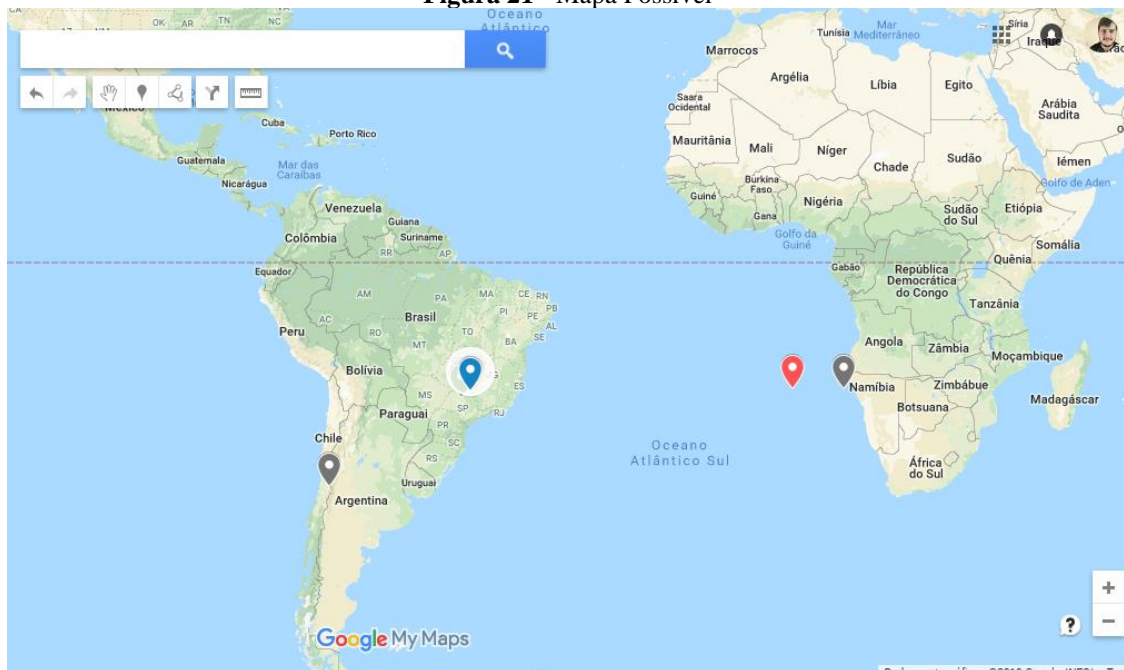 Figura 21 - Mapa Possível
OK AR TN NC
Oceano
Atlântico
México
Cuba
Porto Rico
Guatemala
Mar das
Caraíbas
Nicarágua
Venezuela
Guiana
Colômbia
Suriname
RR AP
Equador
AM PA MA CE RN
PB
Brasil
PI PE
AL
AC RO TO SE
Peru
MT BA
Bolívia
G
ES
MS
SP RJ
Paraguai
PR
SC
Chile
RS
Uruguai
Argentina
Oceano
Atlântico Sul
Marrocos
Tunísia
Mar
Mediterrâneo
Síria
Iraque
Argélia
Líbia
Egito
Saara
Ocidental
Arábia
Saudita
Mauritânia
Mali
Níger
Chade
Sudão
Iémen
Golfo de Aden
Burkina
Faso
Guiné
Nigéria
Gana
Sudão
do Sul
Etiópia
Golfo da
Guiné
Somália
Gabão
Quênia
República
Democrática
do Congo
Tanzânia
Angola
Zâmbia
Moçambique
Namíbia
Zimbábue
Botsuana
Madagáscar
África
do Sul
+
?
−
Google My Maps